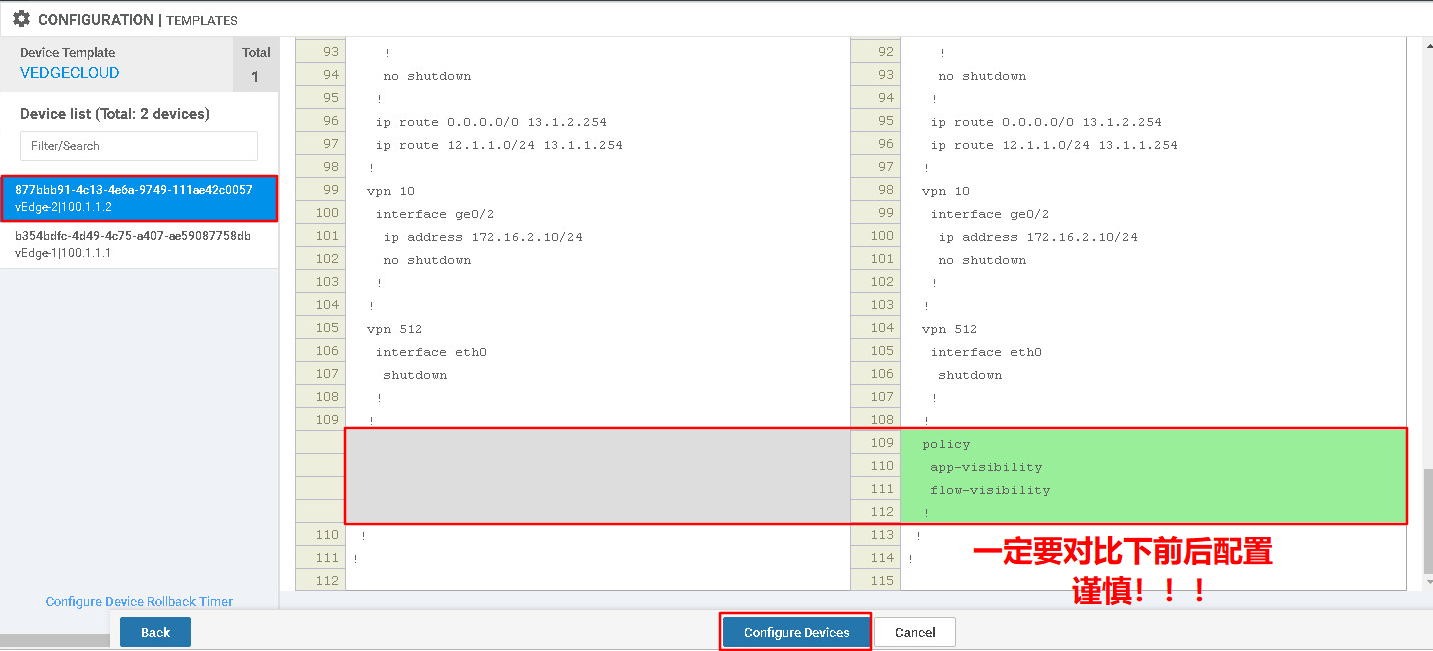 CONFIGURATION | TEMPLATES
Device Template
VEDGECLOUD
Total
1
Device list (Total: 2 devices)
Filter/Search
877bbb91-4c13-4e6a-9749-111ae42c0057
vEdge-2|100.1.1.2
b354bdfc-4d49-4c75-a407-ae59087758db
vEdge-1|100.1.1.1
Configure Device Rollback Timer
93 ! 92 !
94 no shutdown 93 no shutdown
95 ! 94 !
96 ip route 0.0.0.0/0 13.1.2.254 95 ip route 0.0.0.0/0 13.1.2.254
97 ip route 12.1.1.0/24 13.1.1.254 96 ip route 12.1.1.0/24 13.1.1.254
98 ! 97 !
99 vpn 10 98 vpn 10
100 interface ge0/2 99 interface ge0/2
101 ip address 172.16.2.10/24 100 ip address 172.16.2.10/24
102 no shutdown 101 no shutdown
103 ! 102 !
104 ! 103 !
105 vpn 512 104 vpn 512
106 interface eth0 105 interface eth0
107 shutdown 106 shutdown
108 ! 107 !
109 ! 108 !
109 policy
110 app-visibility
111 flow-visibility
112 !
110 ! 113 !
111 ! 114 !
112 115
一定要对比下前后配置
谨慎！！！
Back
Configure Devices
Cancel